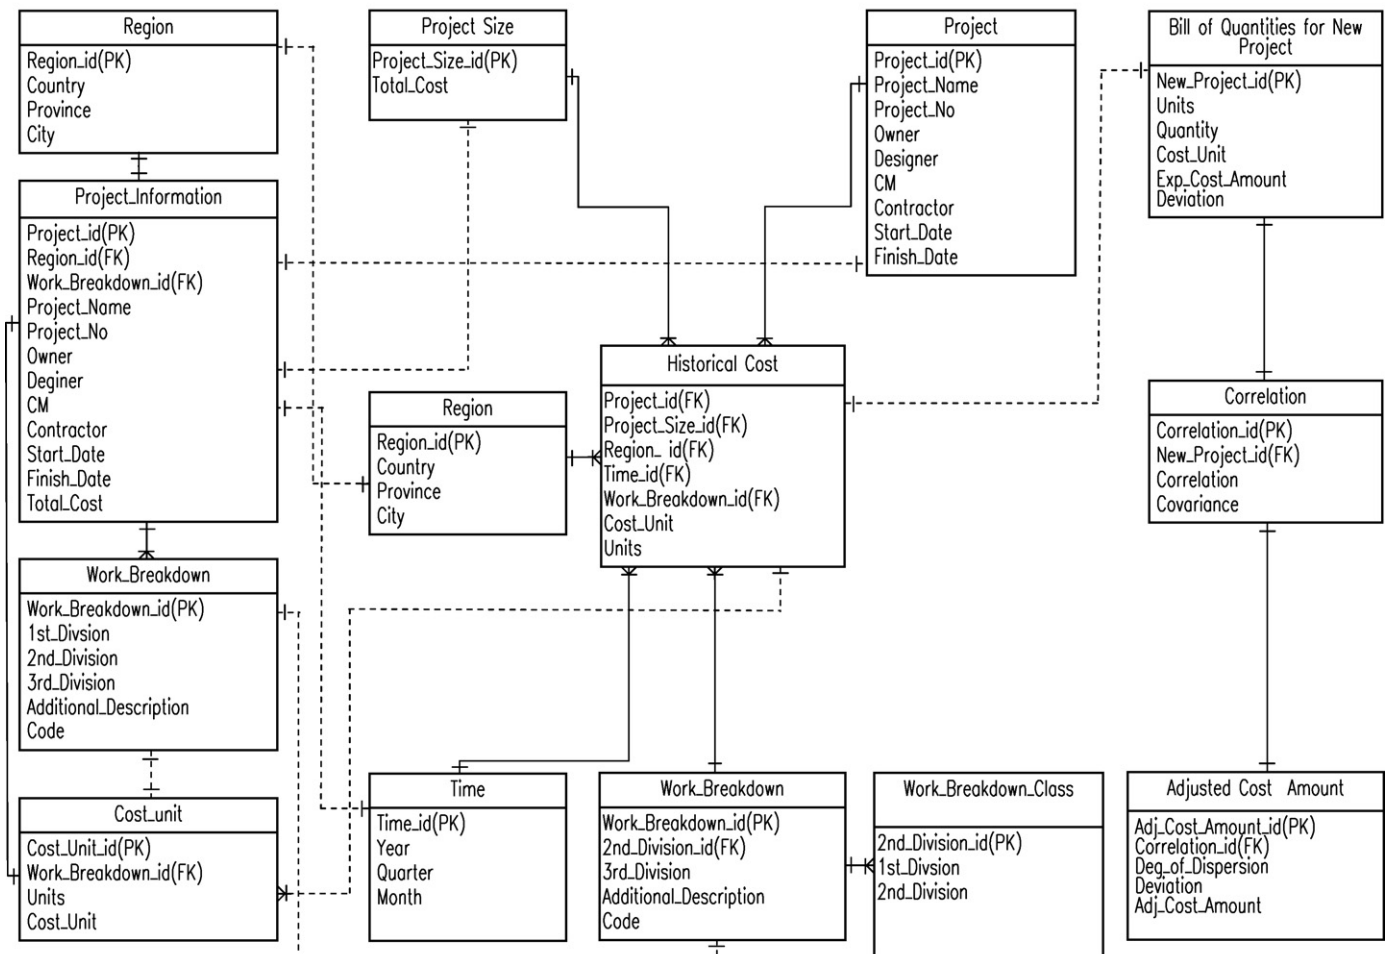 Region
Region_id(PK)
Country
Province
City
Project_Information
Project_id(PK)
Region_id(FK)
Work_Breakdown_id(FK)
Project_Name
Project_No
Owner
Deginer
CM
Contractor
Start_Date
Finish_Date
Total_Cost
Work_Breakdown
Work_Breakdown_id(PK)
1st_Divsion
2nd_Division
3rd_Division
Additional_Description
Code
Cost_unit
Cost_Unit_id(PK)
Work_Breakdown_id(FK)
Units
Cost_Unit
Project Size
Project_Size_id(PK)
Total_Cost
Region
Region_id(PK)
Country
Province
City
Time
Time_id(PK)
Year
Quarter
Month
Historical Cost
Project_id(FK)
Project_Size_id(FK)
Region_ id(FK)
Time_id(FK)
Work_Breakdown_id(FK)
Cost_Unit
Units
Work_Breakdown
Work_Breakdown_id(PK)
2nd_Division_id(FK)
3rd_Division
Additional_Description
Code
Project
Project_id(PK)
Project_Name
Project_No
Owner
Designer
CM
Contractor
Start_Date
Finish_Date
Work_Breakdown_Class
2nd_Division_id(PK)
1st_Divsion
2nd_Division
Bill of Quantities for New
Project
New_Project_id(PK)
Units
Quantity
Cost_Unit
Exp_Cost_Amount
Deviation
Correlation
Correlation_id(PK)
New_Project_id(FK)
Correlation
Covariance
Adjusted Cost Amount
Adj_Cost_Amount_id(PK)
Correlation_id(FK)
Deg_of_Dispersion
Deviation
Adj_Cost_Amount